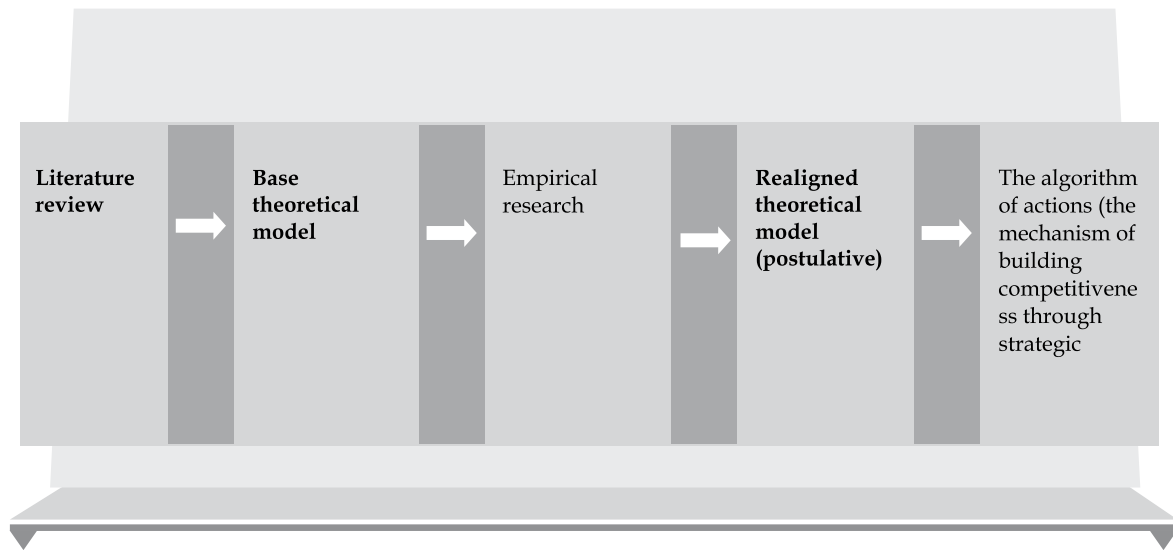 Literature
review
Base
theoretical
model
Empirical
research
Realigned
theoretical
model
(postulative)
The algorithm
of actions (the
mechanism of
building
competitivene
ss through
strategic